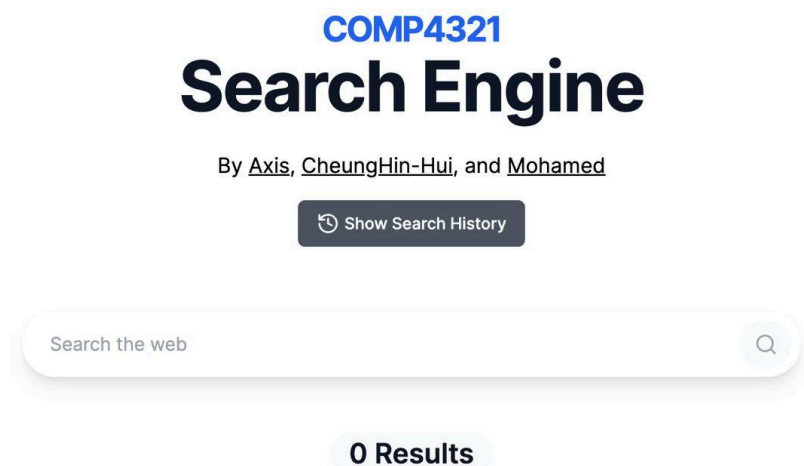 COMP4321
Search Engine
By Axis, CheungHin-Hui, and Mohamed
Show Search History
Search the web
0 Results